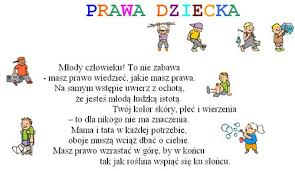 PRAWA DZIECKA
Młody człowieku! To nie zabawa
- masz prawo wiedzieć, jakie masz prawa.
Na samym wstępie uwierz z ochotą,
że jesteś młodą ludzką istotą.
Twój kolor skóry, płeć i wierzenia
– to dla nikogo nie ma znaczenia.
Mama i tata w każdej potrzebie,
oboje muszą wciąż dbać o ciebie.
Masz prawo wzrastać w górę, by w końcu
tak jak roślina wspiąć się ku słońcu.